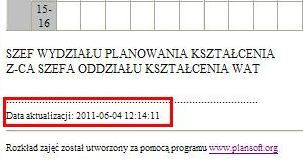 15-
16
SZEF WYDZIAŁU PLANOWANIA KSZTAŁCENIA
Z-CA SZEFA ODDZIAŁU KSZTAŁCENIA WAT
................................................................................
Data aktualizacji: 2011-06-04 12:14:11
Rozkład zajęć został utworzony za pomocą programu www.plansoft.org